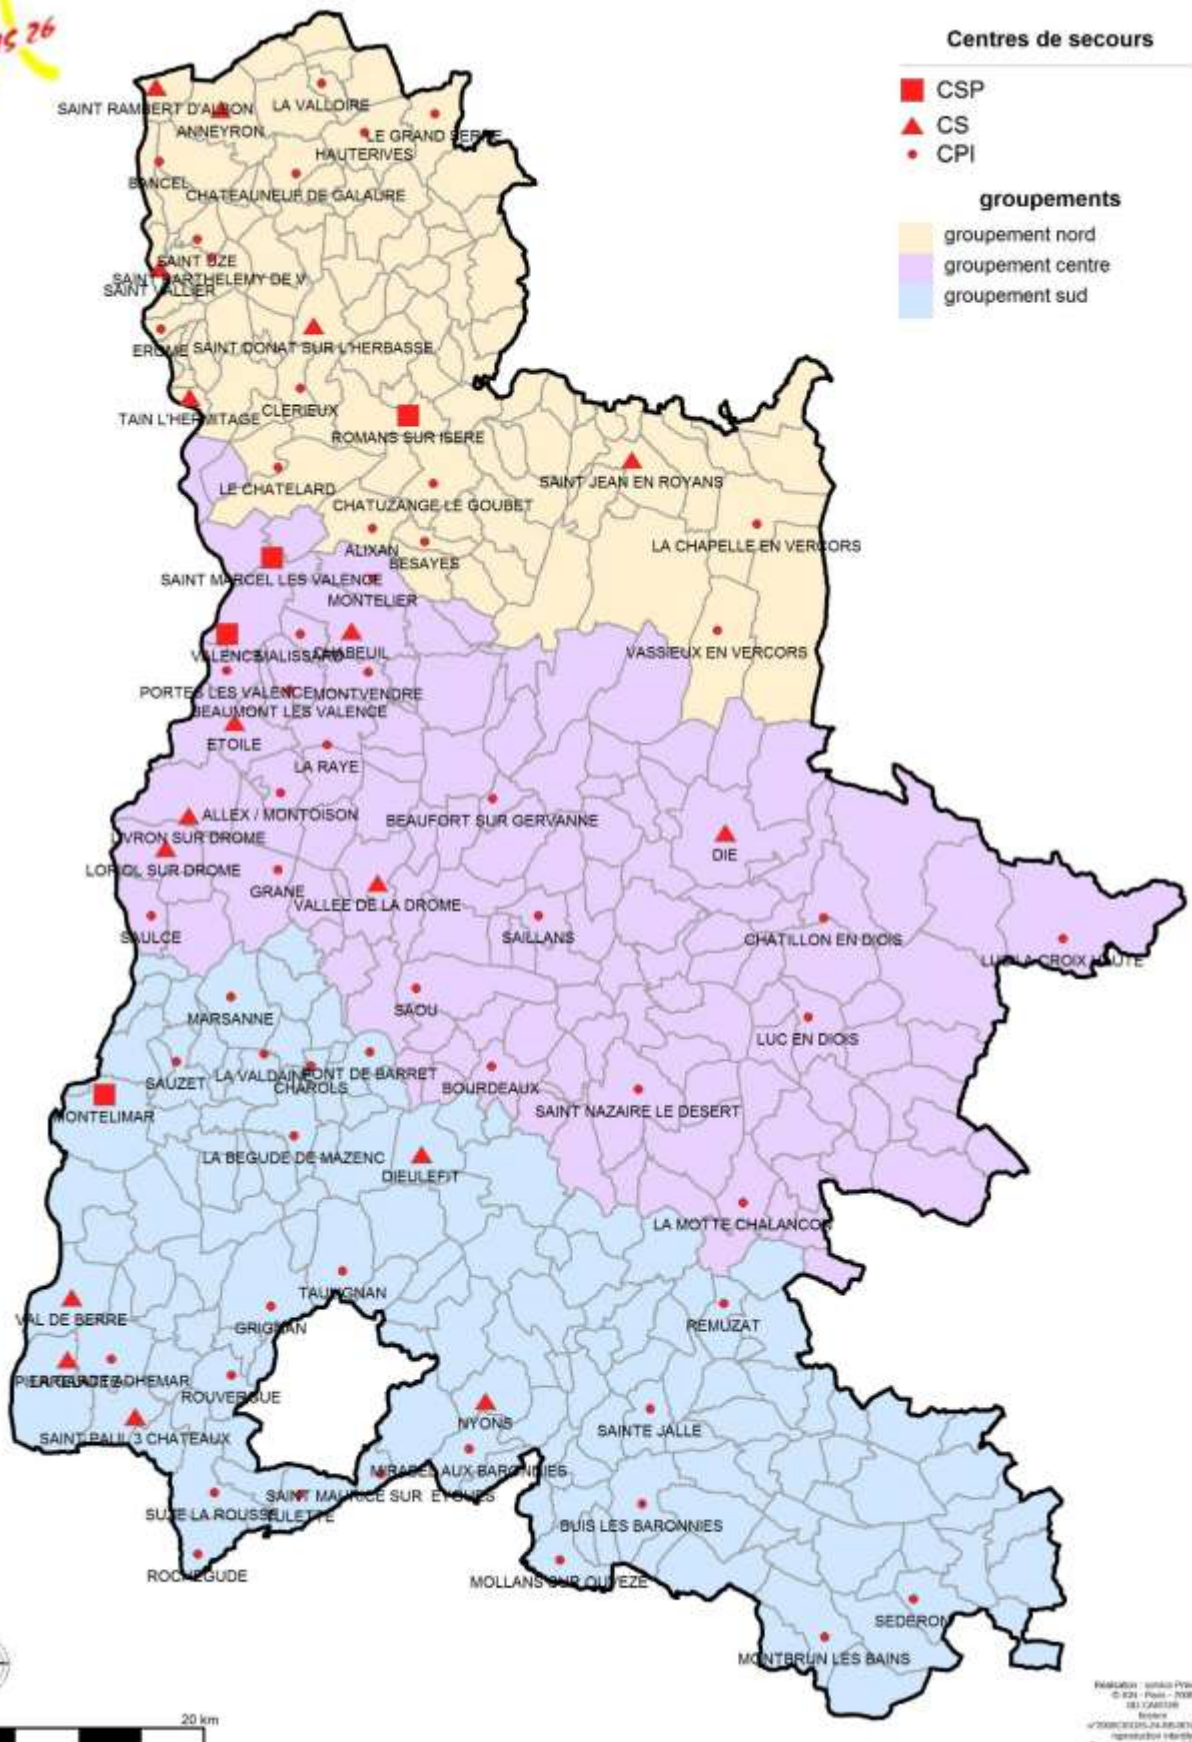 26
Centres de secours
CSP
CS
CPI
groupements
groupement nord
groupement centre
groupement sud
SAINT RAMBERT D'ALBON
LA VALLOIRE
ANNEYRON
LE GRAND SERRE
HAUTERIVES
BANCEL
CHATEAUNEUF DE GALAURE
SAINT UZE
SAINT BARTHELEMY DE V
SAINT VALLIER
EROME
SAINT DONAT SUR L'HERBASSE
TAIN L'HERMITAGE
CLERIEUX
ROMANS SUR ISERE
LE CHATELARD
SAINT JEAN EN ROYANS
CHATUZANGE LE GOUBET
ALIXAN
LA CHAPELLE EN VERCORS
BESAYES
SAINT MARCEL LES VALENCE
MONTELIER
VALENCE
MALISSARD
CHABEUIL
VASSIEUX EN VERCORS
PORTES LES VALENCE
MONTVENDRE
BEAUMONT LES VALENCE
ETOILE
LA RAYE
ALLEX / MONTOISON
BEAUFORT SUR GERVANNE
LIVRON SUR DROME
DIE
LORIOL SUR DROME
GRANE
VALLEE DE LA DROME
SAULCE
SAILLANS
CHATILLON EN DIOIS
LUS LA CROIX HAUTE
SAOU
MARSANNE
LUC EN DIOIS
SAUZET
LA VALDAINE
PONT DE BARRET
CHAROLS
BOURDEAUX
MONTELIMAR
SAINT NAZAIRE LE DESERT
LA BEGUDE DE MAZENC
DIEULEFIT
LA MOTTE CHALANCON
TAULIGNAN
VAL DE BERRE
GRIGNAN
REMUZAT
PIERRELATTE
LA GARDE ADHEMAR
ROUVERGUE
NYONS
SAINTE JALLE
SAINT PAUL 3 CHATEAUX
MIRABEL AUX BARONNIES
SAINT MAURICE SUR EYGUES
SUZE LA ROUSSE
TULETTE
BUIS LES BARONNIES
ROCHEGUDE
MOLLANS SUR OUVEZE
SEDERON
MONTBRUN LES BAINS
20 km